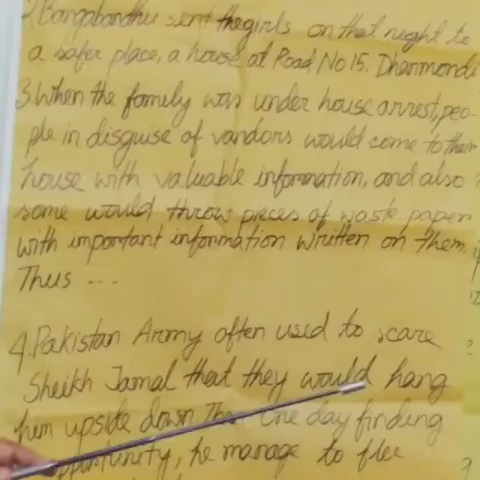 2. Bangabandhu sent the girls on that neght to
a safer place, a house at Road No 15. Dhanmondi
3. When the family was under house arrest, peo-
ple in disguise of vandors would come to their
house with valuable information, and also
some would throw pieces of waste paper
with important information written on them.
Thus ...
4. Pakistan Army often used to scare
Sheikh Jamal that they would hang
him upside down Then One day finding
opportunity, he manage to flee